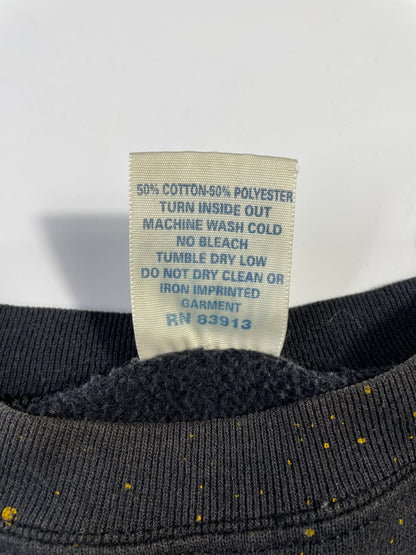 50% COTTON-50% POLYESTER
TURN INSIDE OUT
MACHINE WASH COLD
NO BLEACH
TUMBLE DRY LOW
DO NOT DRY CLEAN OR
IRON IMPRINTED
GARMENT
RN 83913